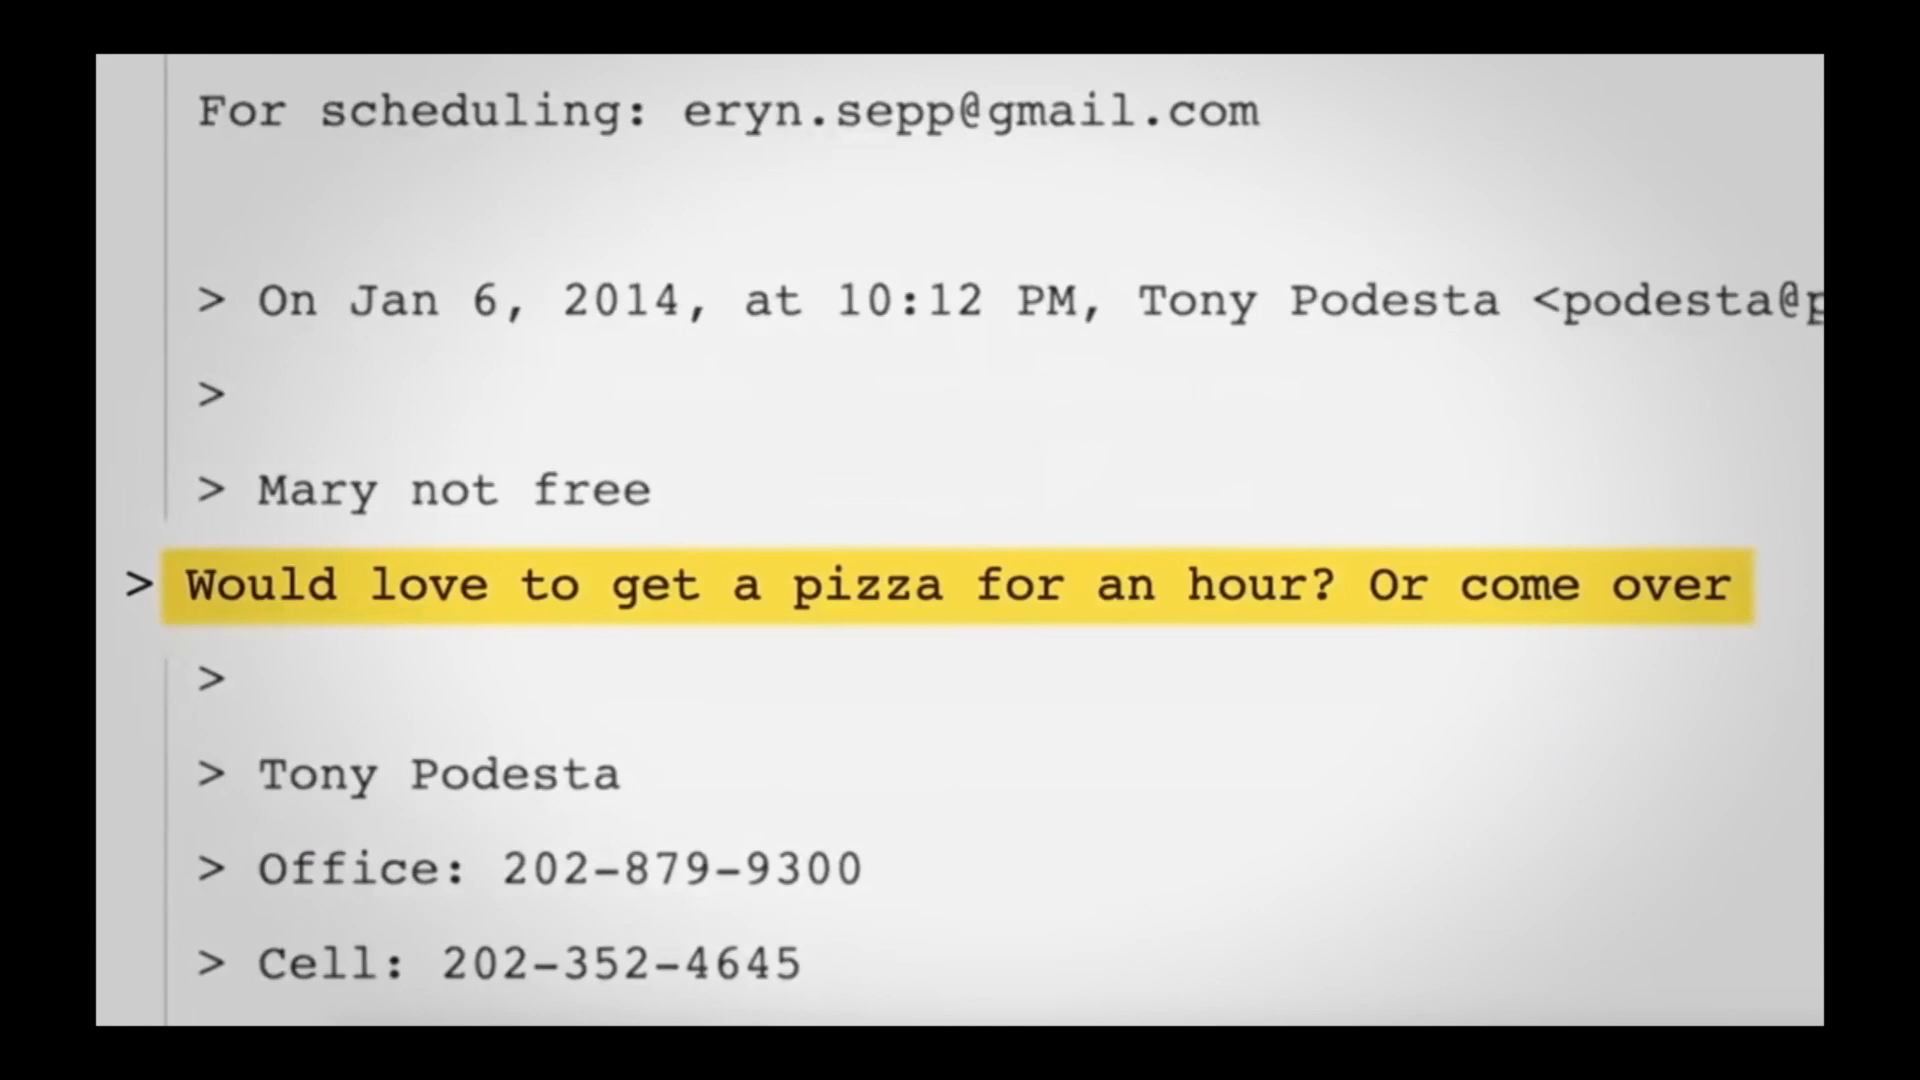 For scheduling: eryn.sepp@gmail.com
> On Jan 6, 2014, at 10:12 PM, Tony Podesta <podesta@p
>
> Mary not free
> Would love to get a pizza for an hour? Or come over
>
> Tony Podesta
> Office: 202-879-9300
> Cell: 202-352-4645